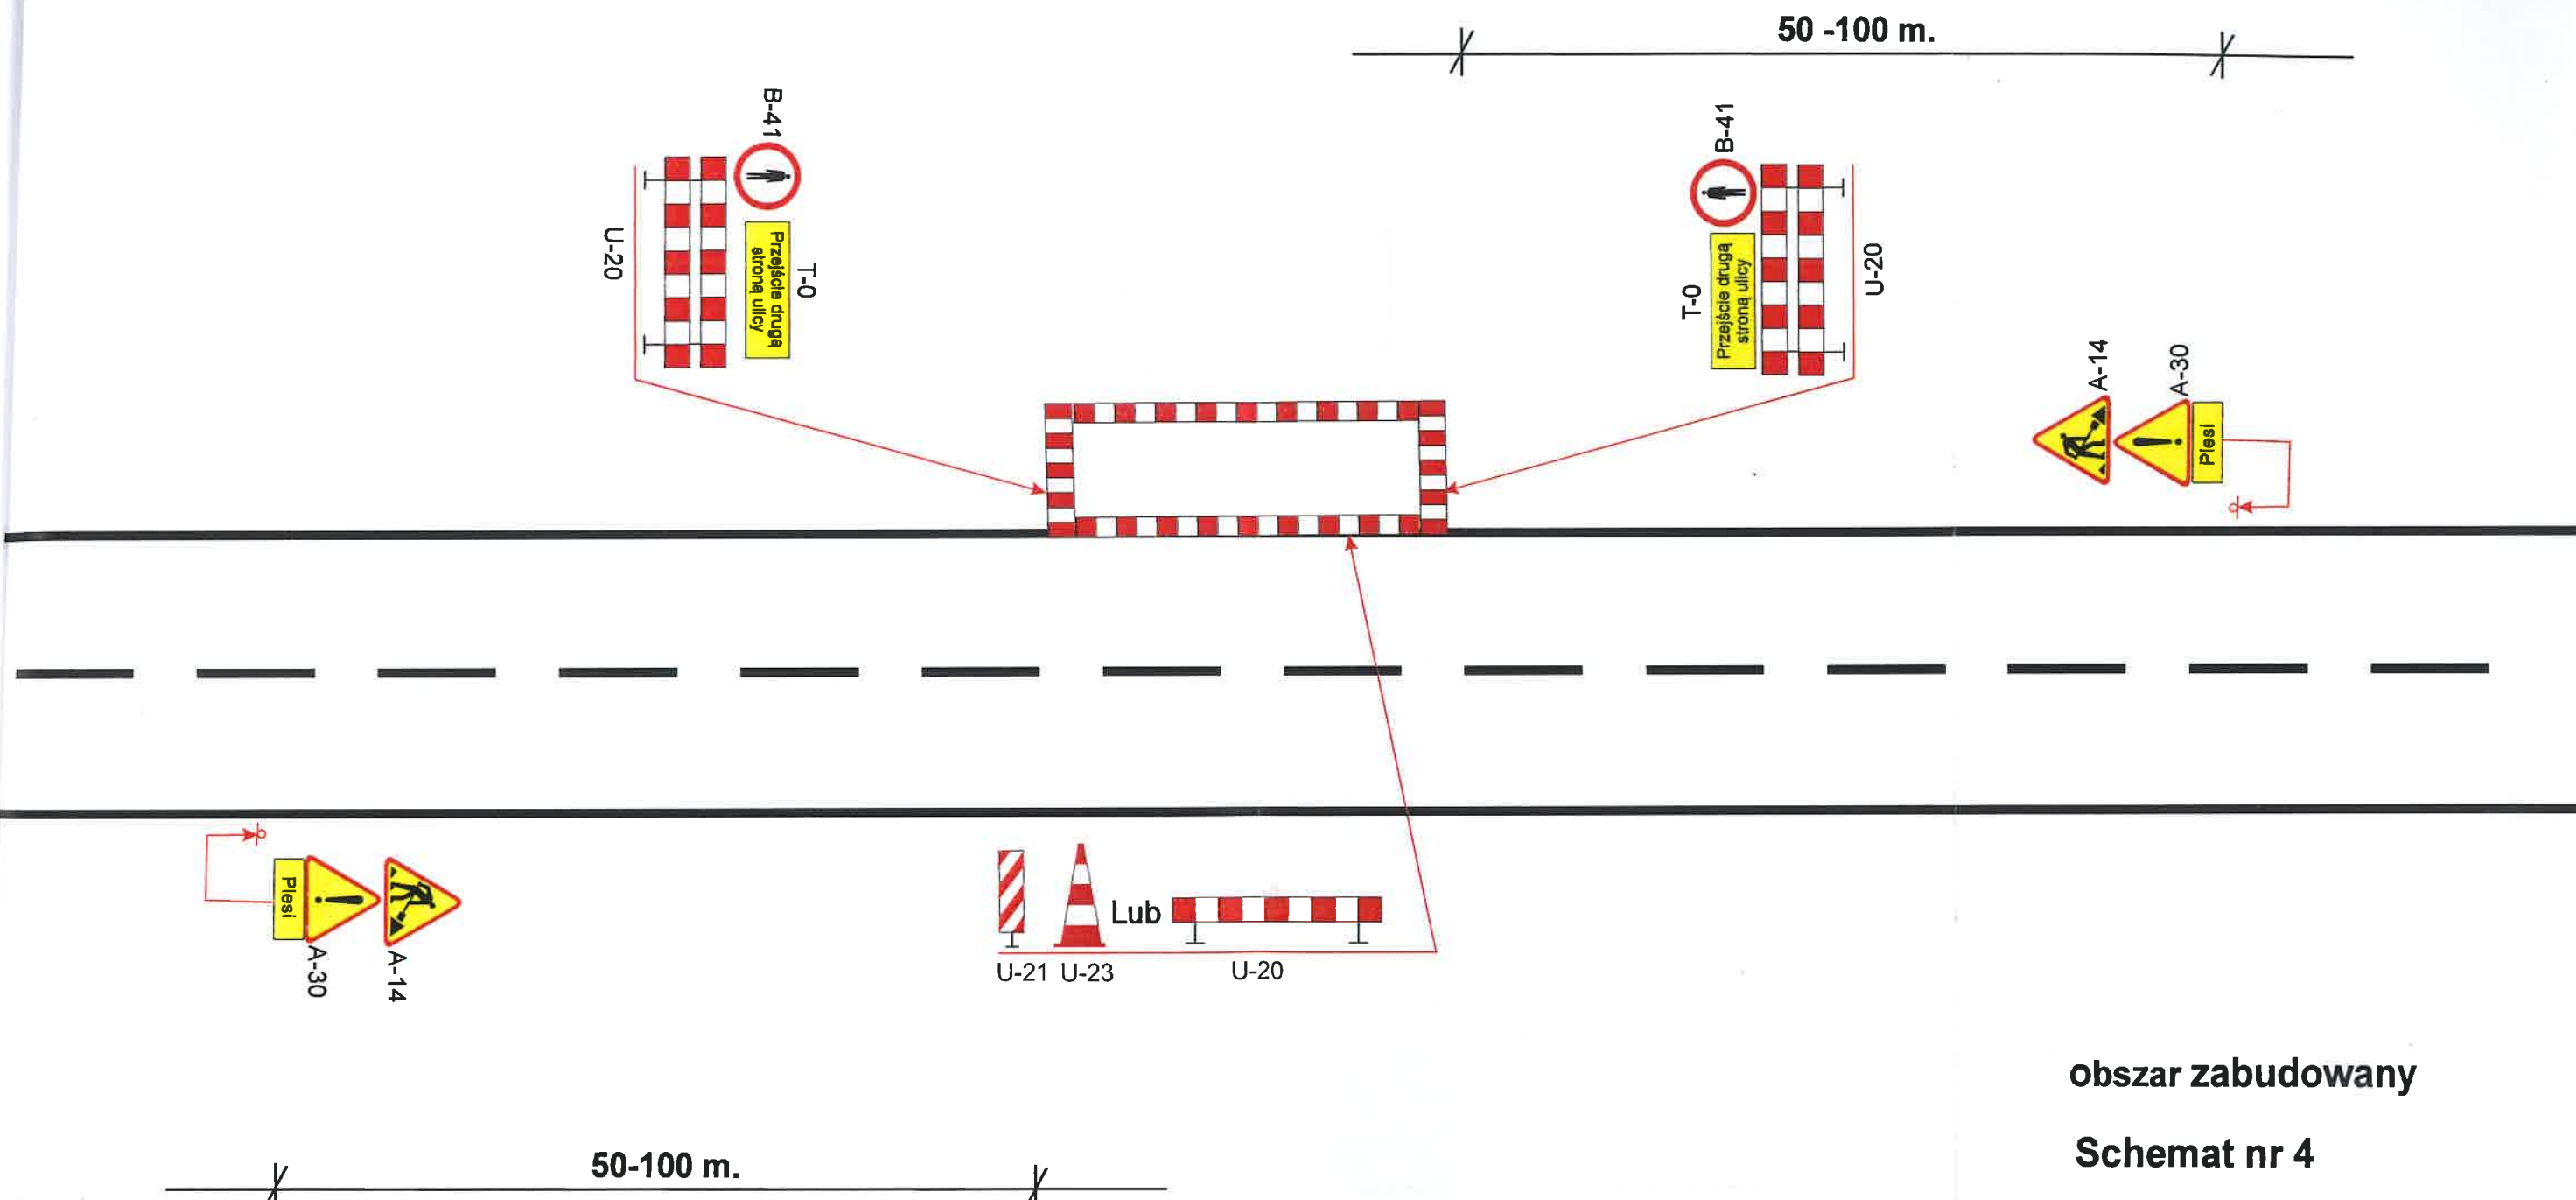 50 -100 m.
B-41
B-41
U-20
Przejście drugą
stroną ulicy
T-0
T-0
Przejście drugą
stroną ulicy
U-20
A-14
A-30
Piesi
Piesi
A-30
A-14
Lub
U-21 U-23 U-20
obszar zabudowany
Schemat nr 4
50-100 m.